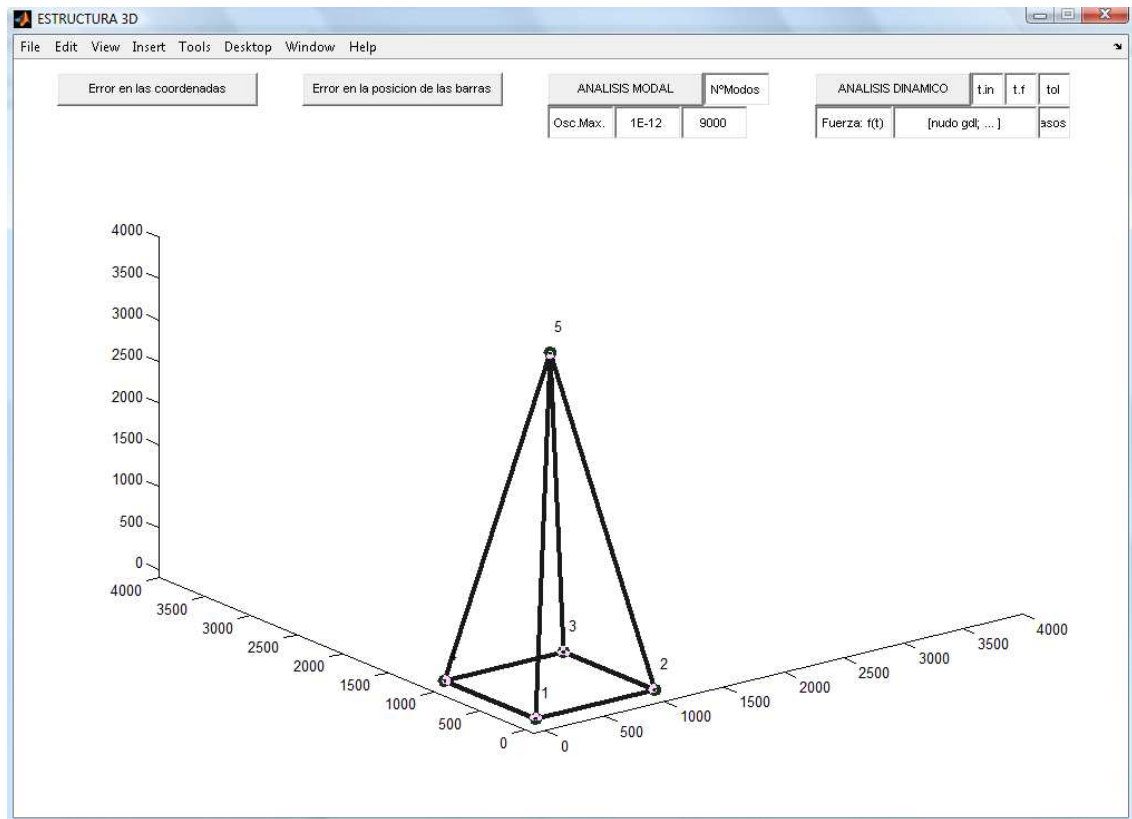 ESTRUCTURA 3D
File Edit View Insert Tools Desktop Window Help
Error en las coordenadas
Error en la posicion de las barras
ANALISIS MODAL
NºModos
ANALISIS DINAMICO
t.in
t.f
tol
Osc.Max.
1E-12
9000
Fuerza: f(t)
[nudo gdl; ... ]
asos
4000
3500
3000
2500
2000
1500
1000
500
0
4000
3500
3000
2500
2000
1500
1000
500
0
0
500
1000
1500
2000
2500
3000
3500
4000
5
3
2
1